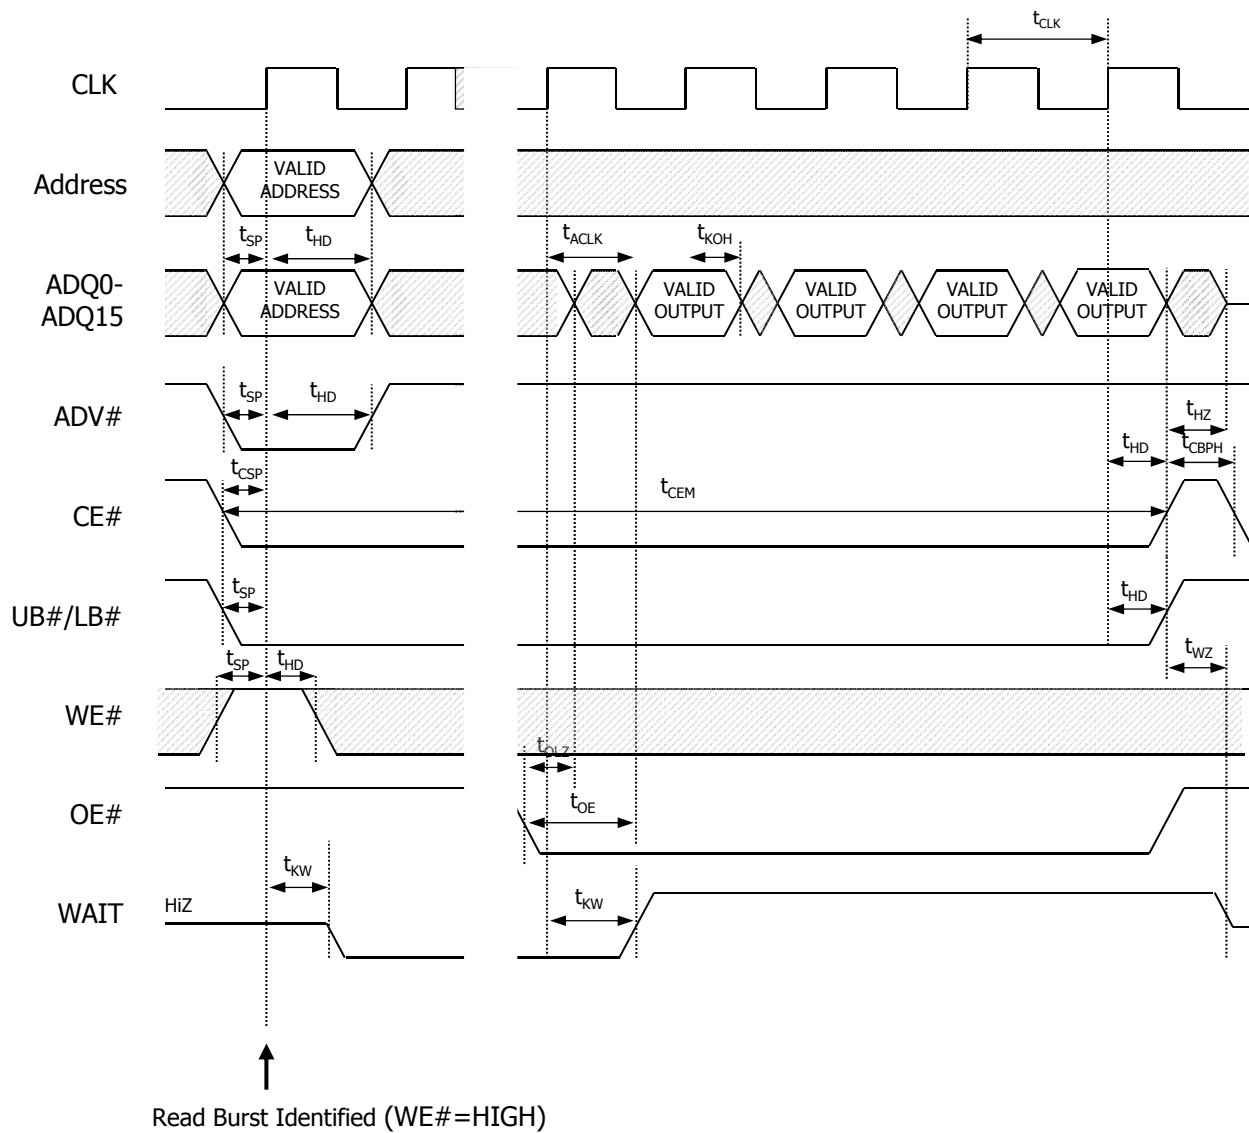 tCLK
CLK
Address
VALID
ADDRESS
tSP
tHD
tACLK
tKOH
ADQ0-
ADQ15
VALID
ADDRESS
VALID
OUTPUT
VALID
OUTPUT
VALID
OUTPUT
VALID
OUTPUT
ADV#
tSP
tHD
tHZ
tHD
tCBPH
CE#
tCSP
tCEM
UB#/LB#
tSP
tHD
tSP
tHD
tWZ
WE#
tOLZ
OE#
tOE
tKW
WAIT
HiZ
tKW
Read Burst Identified (WE#=HIGH)